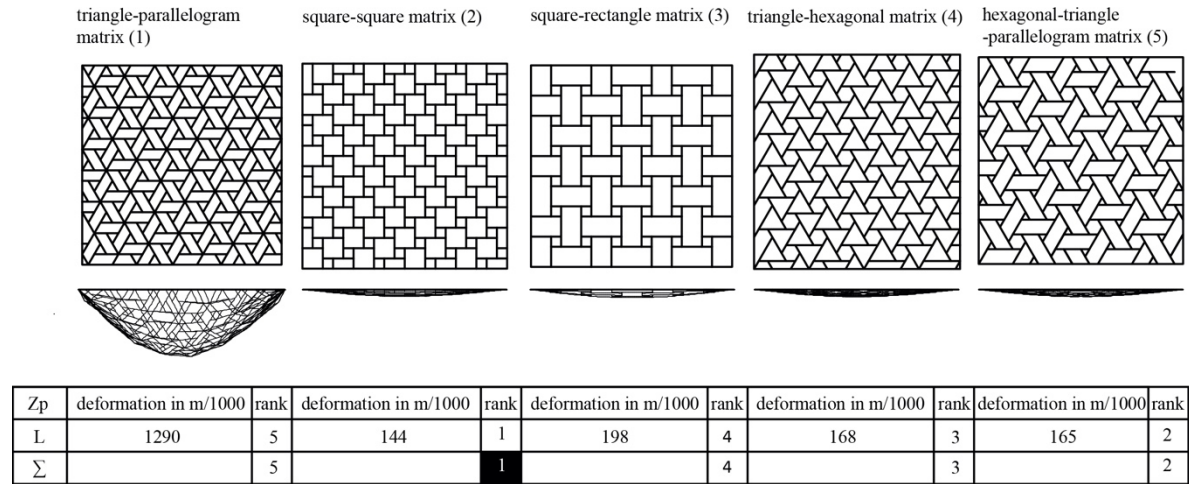 triangle-parallelogram
matrix (1)
square-square matrix (2)
square-rectangle matrix (3)
triangle-hexagonal matrix (4)
hexagonal-triangle
-parallelogram matrix (5)
Zp deformation in m/1000 rank deformation in m/1000 rank deformation in m/1000 rank deformation in m/1000 rank deformation in m/1000 rank
L 1290 5 144 1 198 4 168 3 165 2
∑ 5 1 4 3 2